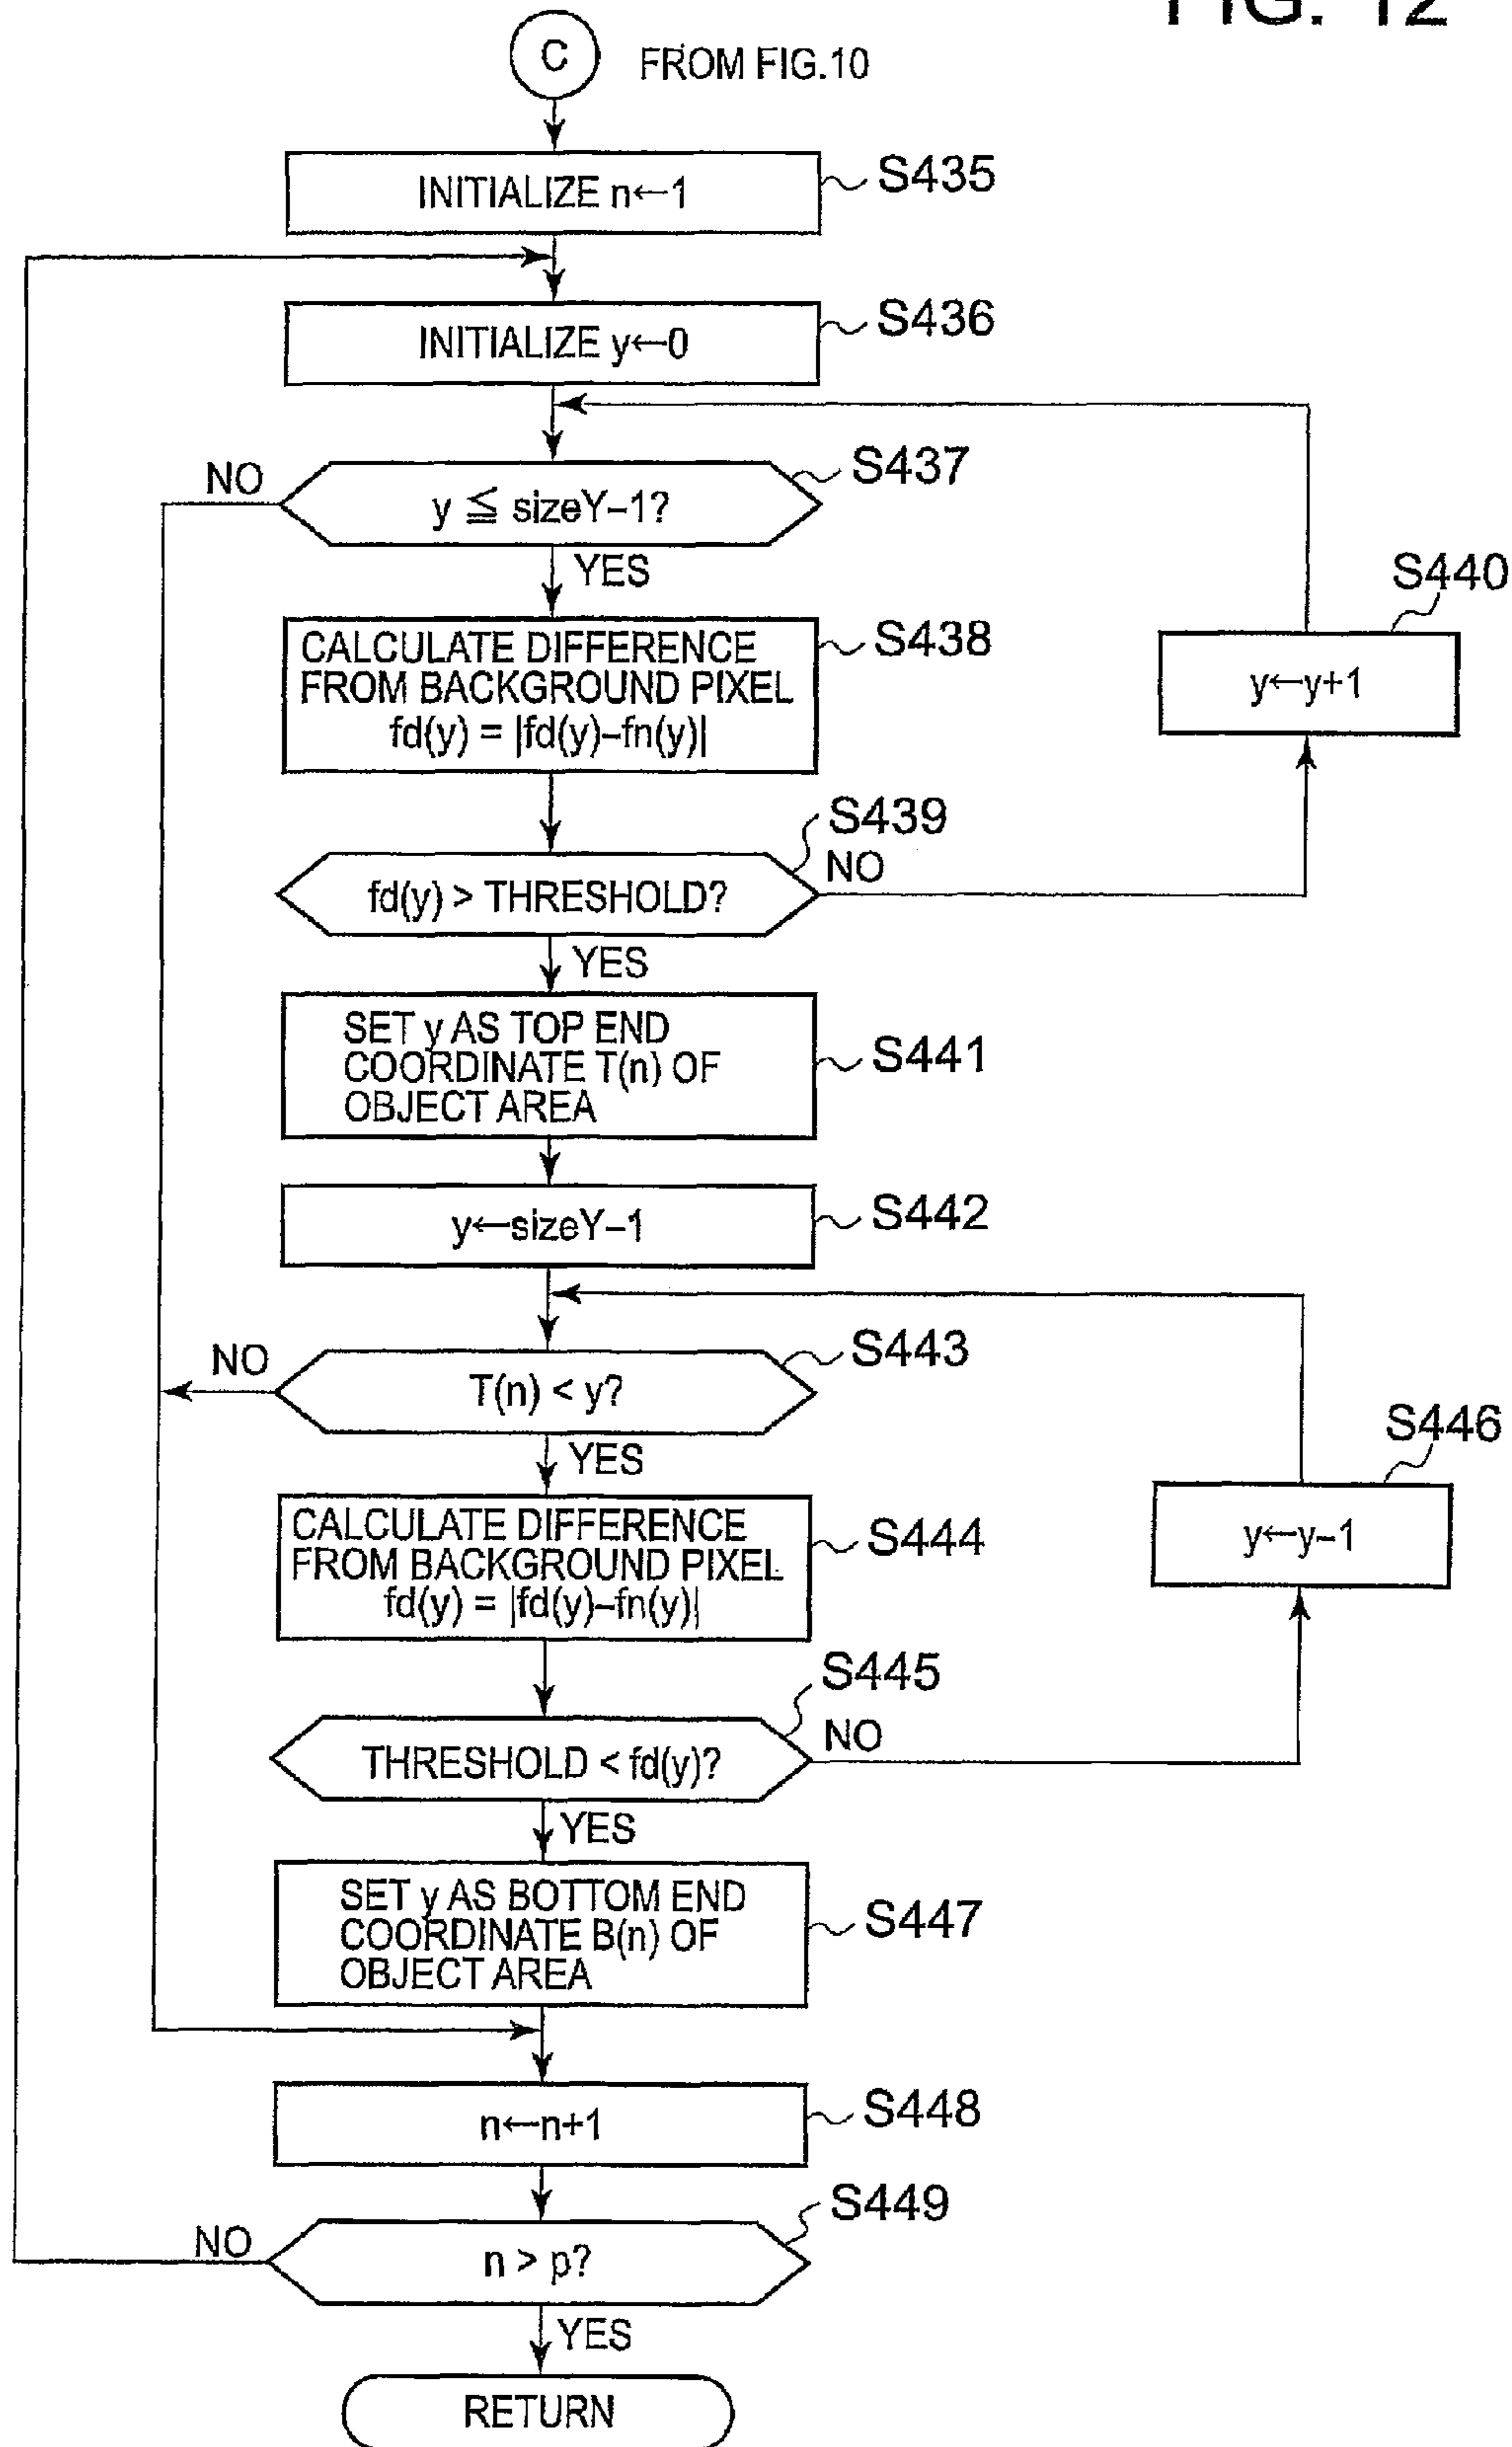 FIG. 12
C
FROM FIG.10
INITIALIZE n←1
S435
INITIALIZE y←0
S436
NO
y ≦ sizeY−1?
S437
YES
CALCULATE DIFFERENCE
FROM BACKGROUND PIXEL
fd(y) = |fd(y)−fn(y)|
S438
S440
y←y+1
S439
fd(y) > THRESHOLD?
NO
YES
SET y AS TOP END
COORDINATE T(n) OF
OBJECT AREA
S441
y←sizeY−1
S442
NO
T(n) < y?
S443
YES
CALCULATE DIFFERENCE
FROM BACKGROUND PIXEL
fd(y) = |fd(y)−fn(y)|
S444
S446
y←y−1
S445
THRESHOLD < fd(y)?
NO
YES
SET y AS BOTTOM END
COORDINATE B(n) OF
OBJECT AREA
S447
n←n+1
S448
S449
NO
n > p?
YES
RETURN